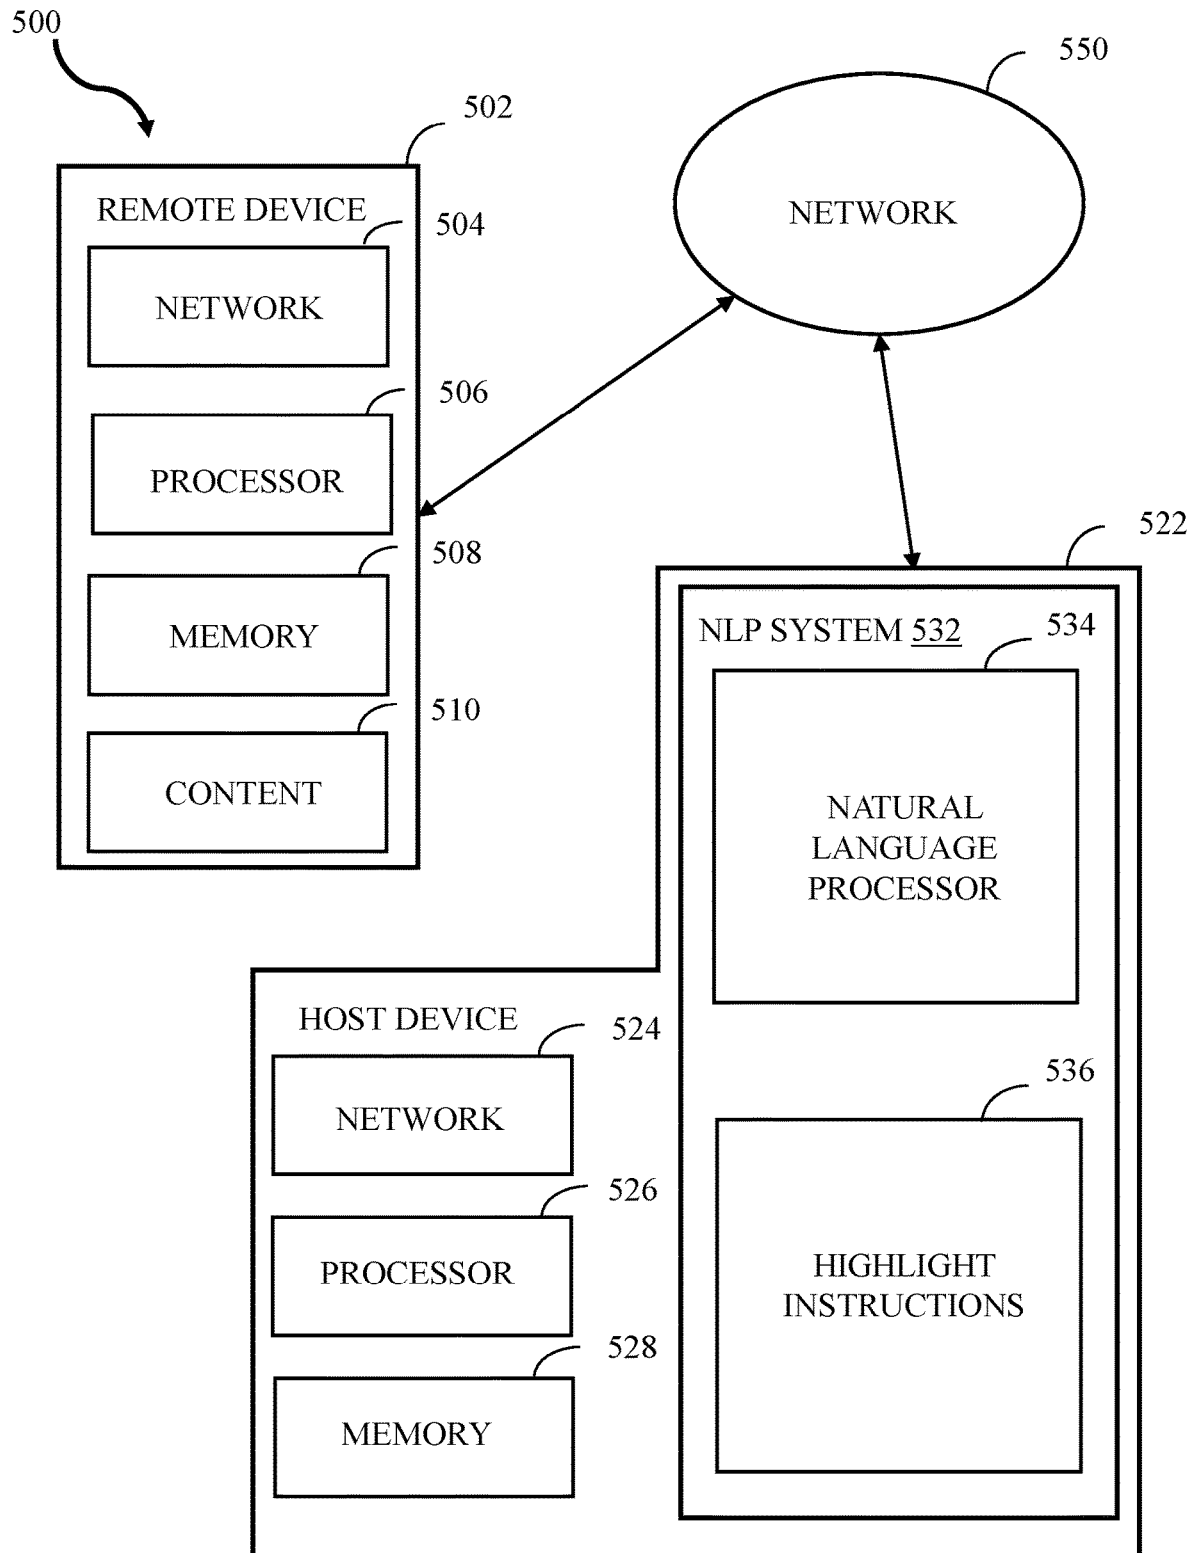 500
550
502
REMOTE DEVICE
504
NETWORK
NETWORK
506
PROCESSOR
508
MEMORY
510
CONTENT
522
NLP SYSTEM 532
534
NATURAL
LANGUAGE
PROCESSOR
HOST DEVICE
524
NETWORK
526
PROCESSOR
528
MEMORY
536
HIGHLIGHT
INSTRUCTIONS